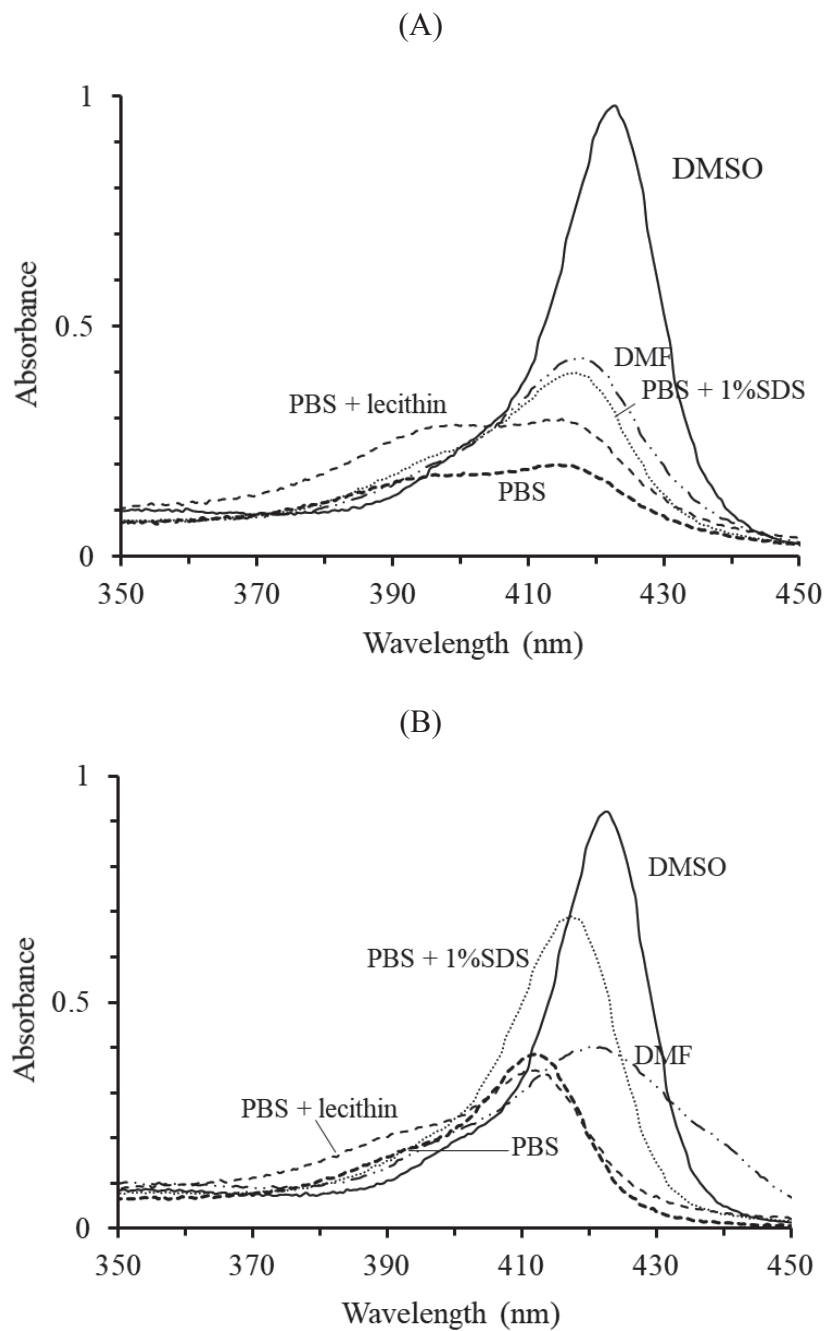 (A)
1
DMSO
Absorbance
0.5
DMF
PBS + 1%SDS
PBS + lecithin
PBS
0
350 370 390 410 430 450
Wavelength (nm)
(B)
1
DMSO
PBS + 1%SDS
Absorbance
0.5
DMF
PBS + lecithin
PBS
0
350 370 390 410 430 450
Wavelength (nm)